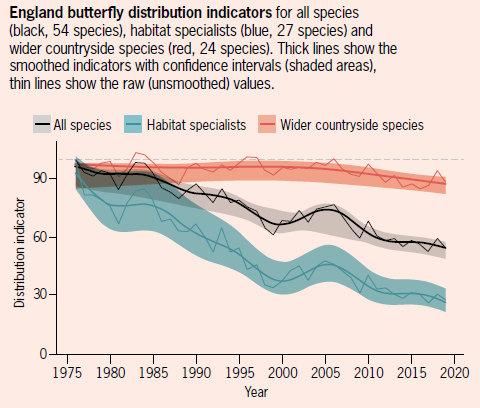 England butterfly distribution indicators for all species
(black, 54 species), habitat specialists (blue, 27 species) and
wider countryside species (red, 24 species). Thick lines show the
smoothed indicators with confidence intervals (shaded areas),
thin lines show the raw (unsmoothed) values.
All species Habitat specialists Wider countryside species
Distribution indicator
90
60
30
0
1975 1980 1985 1990 1995 2000 2005 2010 2015 2020
Year